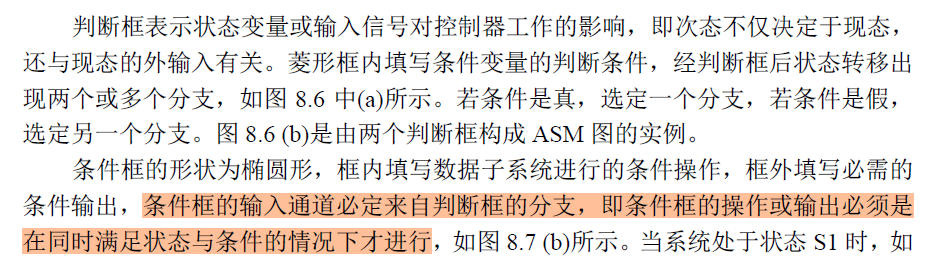 判断框表示状态变量或输入信号对控制器工作的影响，即次态不仅决定于现态，
还与现态的外输入有关。菱形框内填写条件变量的判断条件，经判断框后状态转移出
现两个或多个分支，如图 8.6 中(a)所示。若条件是真，选定一个分支，若条件是假，
选定另一个分支。图 8.6 (b)是由两个判断框构成 ASM 图的实例。
条件框的形状为椭圆形，框内填写数据子系统进行的条件操作，框外填写必需的
条件输出，条件框的输入通道必定来自判断框的分支，即条件框的操作或输出必须是
在同时满足状态与条件的情况下才进行，如图 8.7 (b)所示。当系统处于状态 S1 时，如